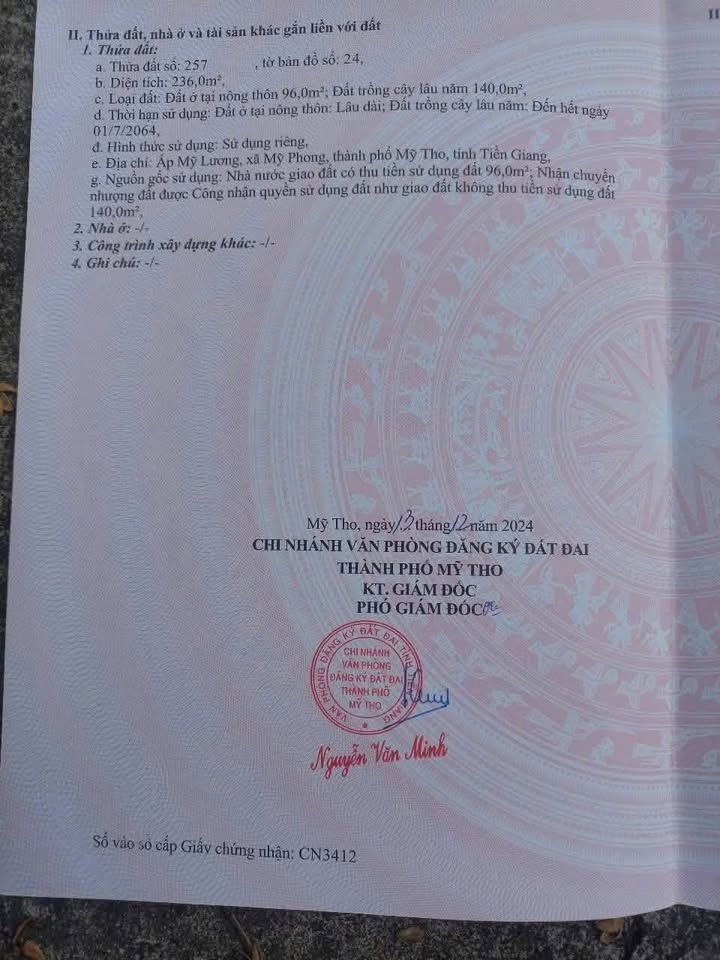 II. Thửa đất, nhà ở và tài sản khác gắn liền với đất
1. Thửa đất:
a. Thửa đất số: 257 , tờ bản đồ số: 24,
b. Diện tích: 236,0m²,
c. Loại đất: Đất ở tại nông thôn 96,0m²; Đất trồng cây lâu năm 140,0m²,
d. Thời hạn sử dụng: Đất ở tại nông thôn: Lâu dài; Đất trồng cây lâu năm: Đến hết ngày
01/7/2064,
đ. Hình thức sử dụng: Sử dụng riêng,
e. Địa chỉ: Ấp Mỹ Lương, xã Mỹ Phong, thành phố Mỹ Tho, tỉnh Tiền Giang,
g. Nguồn gốc sử dụng: Nhà nước giao đất có thu tiền sử dụng đất 96,0m²; Nhận chuyển
nhượng đất được Công nhận quyền sử dụng đất như giao đất không thu tiền sử dụng đất
140,0m²,
2. Nhà ở: -/-
3. Công trình xây dựng khác: -/-
4. Ghi chú: -/-
Mỹ Tho, ngày 13 tháng 12 năm 2024
CHI NHÁNH VĂN PHÒNG ĐĂNG KÝ ĐẤT ĐAI
THÀNH PHỐ MỸ THO
KT. GIÁM ĐỐC
PHÓ GIÁM ĐỐC
VĂN PHÒNG ĐĂNG KÝ ĐẤT ĐAI TỈNH TIỀN GIANG
CHI NHÁNH
VĂN PHÒNG
ĐĂNG KÝ ĐẤT ĐAI
THÀNH PHỐ
MỸ THO
Nguyễn Văn Minh
Số vào sổ cấp Giấy chứng nhận: CN3412